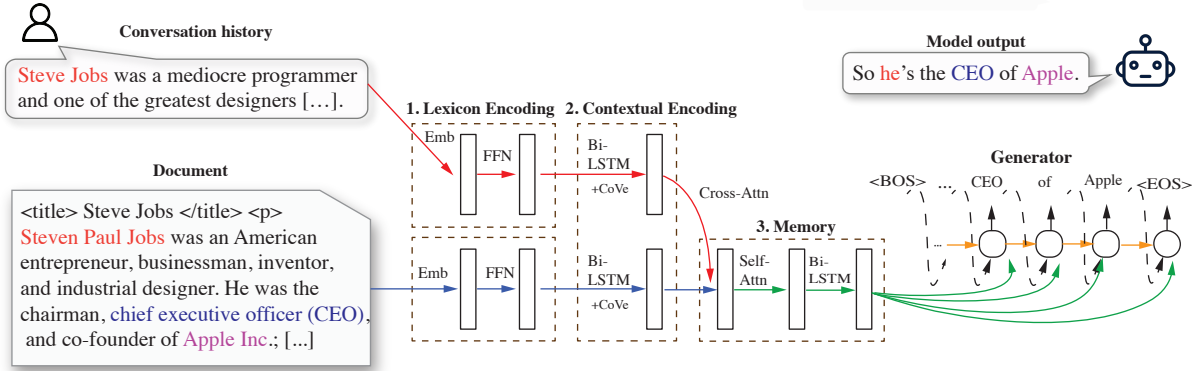 Conversation history
Steve Jobs was a mediocre programmer
and one of the greatest designers […].
Document
<title> Steve Jobs </title> <p>
Steven Paul Jobs was an American
entrepreneur, businessman, inventor,
and industrial designer. He was the
chairman, chief executive officer (CEO),
and co-founder of Apple Inc.; [...]
1. Lexicon Encoding
Emb
FFN
Emb
FFN
2. Contextual Encoding
Bi-
LSTM
+CoVe
Bi-
LSTM
+CoVe
Cross-Attn
3. Memory
Self-
Attn
Bi-
LSTM
Model output
So he's the CEO of Apple.
Generator
<BOS> ... CEO of Apple <EOS>
...